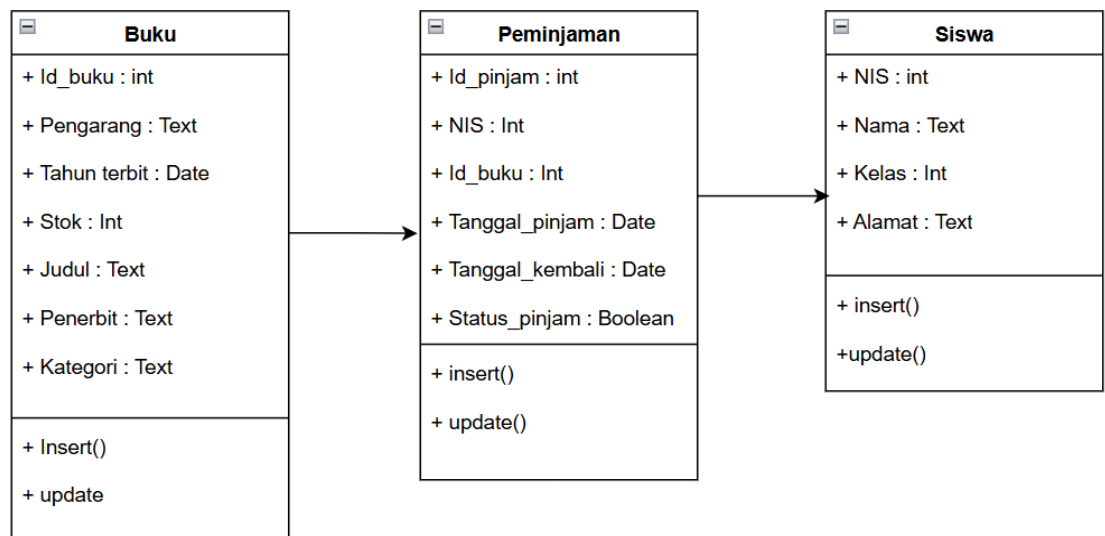 Buku
+ Id_buku : int
+ Pengarang : Text
+ Tahun terbit : Date
+ Stok : Int
+ Judul : Text
+ Penerbit : Text
+ Kategori : Text
+ Insert()
+ update
Peminjaman
+ Id_pinjam : int
+ NIS : Int
+ Id_buku : Int
+ Tanggal_pinjam : Date
+ Tanggal_kembali : Date
+ Status_pinjam : Boolean
+ insert()
+ update()
Siswa
+ NIS : int
+ Nama : Text
+ Kelas : Int
+ Alamat : Text
+ insert()
+update()